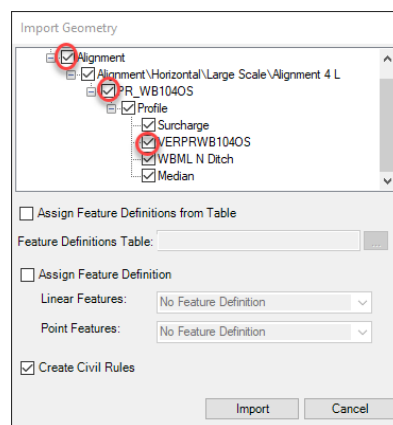 Import Geometry
Alignment
Alignment\Horizontal\Large Scale\Alignment 4 L
PR_WB104OS
Profile
Surcharge
VERPRWB104OS
WBML N Ditch
Median
Assign Feature Definitions from Table
Feature Definitions Table:
...
Assign Feature Definition
Linear Features: No Feature Definition
Point Features: No Feature Definition
Create Civil Rules
Import Cancel